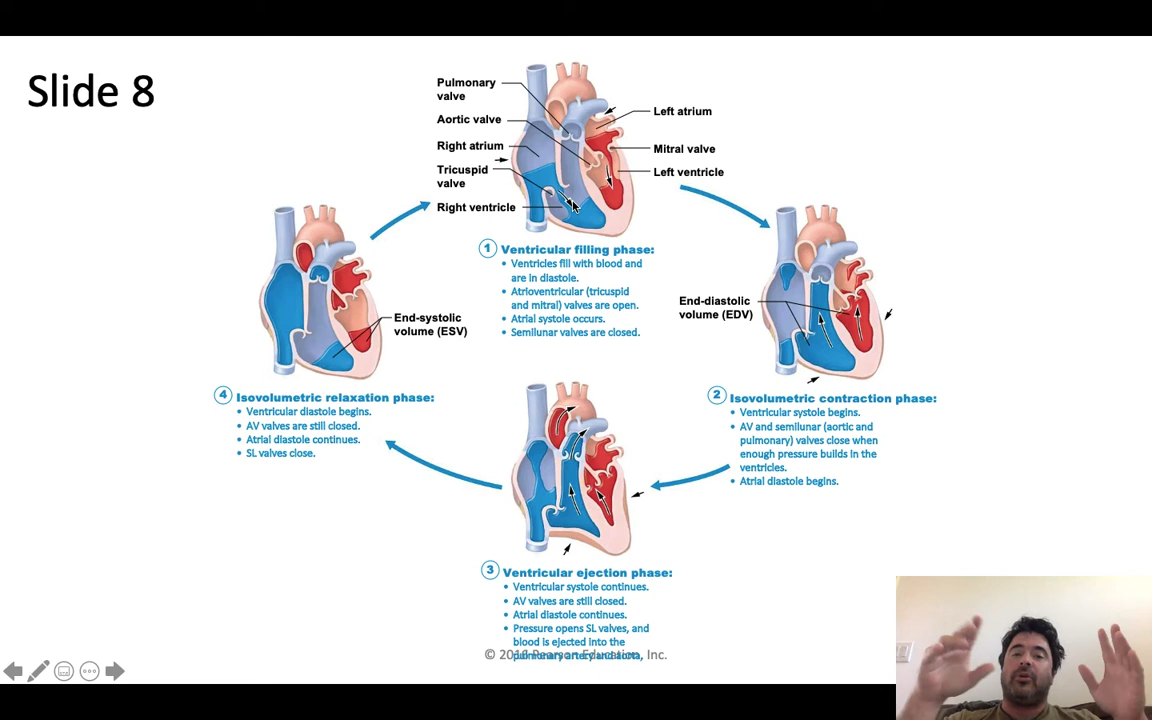 Slide 8
Pulmonary
valve
Aortic valve
Right atrium
Tricuspid
valve
Right ventricle
Left atrium
Mitral valve
Left ventricle
1 Ventricular filling phase:
• Ventricles fill with blood and
are in diastole.
• Atrioventricular (tricuspid
and mitral) valves are open.
• Atrial systole occurs.
• Semilunar valves are closed.
End-diastolic
volume (EDV)
2 Isovolumetric contraction phase:
• Ventricular systole begins.
• AV and semilunar (aortic and
pulmonary) valves close when
enough pressure builds in the
ventricles.
• Atrial diastole begins.
3 Ventricular ejection phase:
• Ventricular systole continues.
• AV valves are still closed.
• Atrial diastole continues.
• Pressure opens SL valves, and
blood is ejected into the
pulmonary artery and aorta,
© 2016 Pearson Education, Inc.
End-systolic
volume (ESV)
4 Isovolumetric relaxation phase:
• Ventricular diastole begins.
• AV valves are still closed.
• Atrial diastole continues.
• SL valves close.